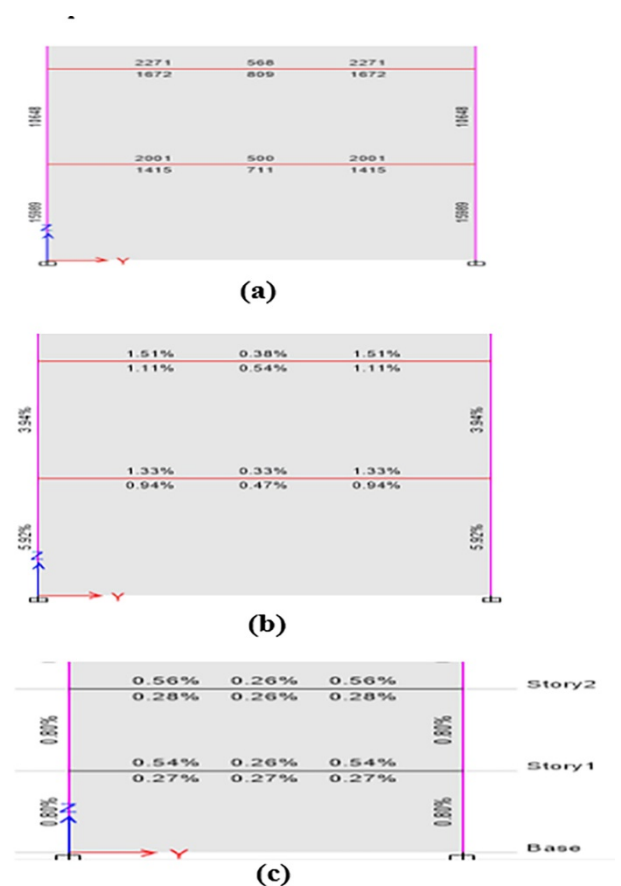 2271 568 2271
1672 809 1672
10648 10648
2001 500 2001
1415 711 1415
15989 15989
Z
Y
(a)
1.51% 0.38% 1.51%
1.11% 0.54% 1.11%
3.94% 3.94%
1.33% 0.33% 1.33%
0.94% 0.47% 0.94%
5.92% 5.92%
Z
Y
(b)
0.56% 0.26% 0.56% Story2
0.28% 0.26% 0.28%
0.80% 0.80%
0.54% 0.26% 0.54% Story1
0.27% 0.27% 0.27%
0.80% 0.80%
Z
Y
Base
(c)